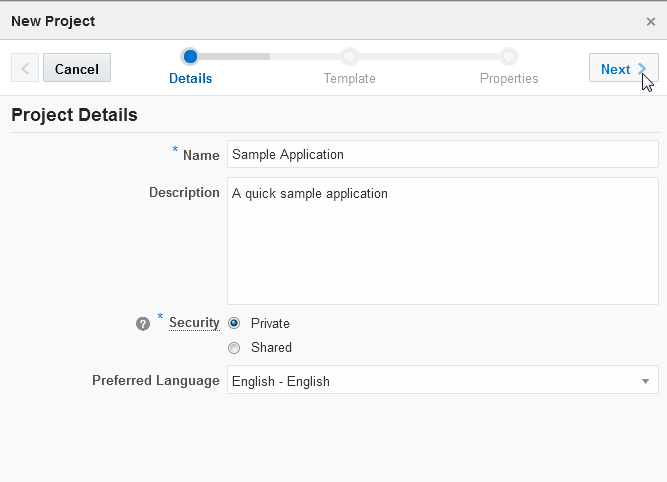 New Project
×
Cancel
Details
Template
Properties
Next
Project Details
* Name
Sample Application
Description
A quick sample application
? * Security
Private
Shared
Preferred Language
English - English